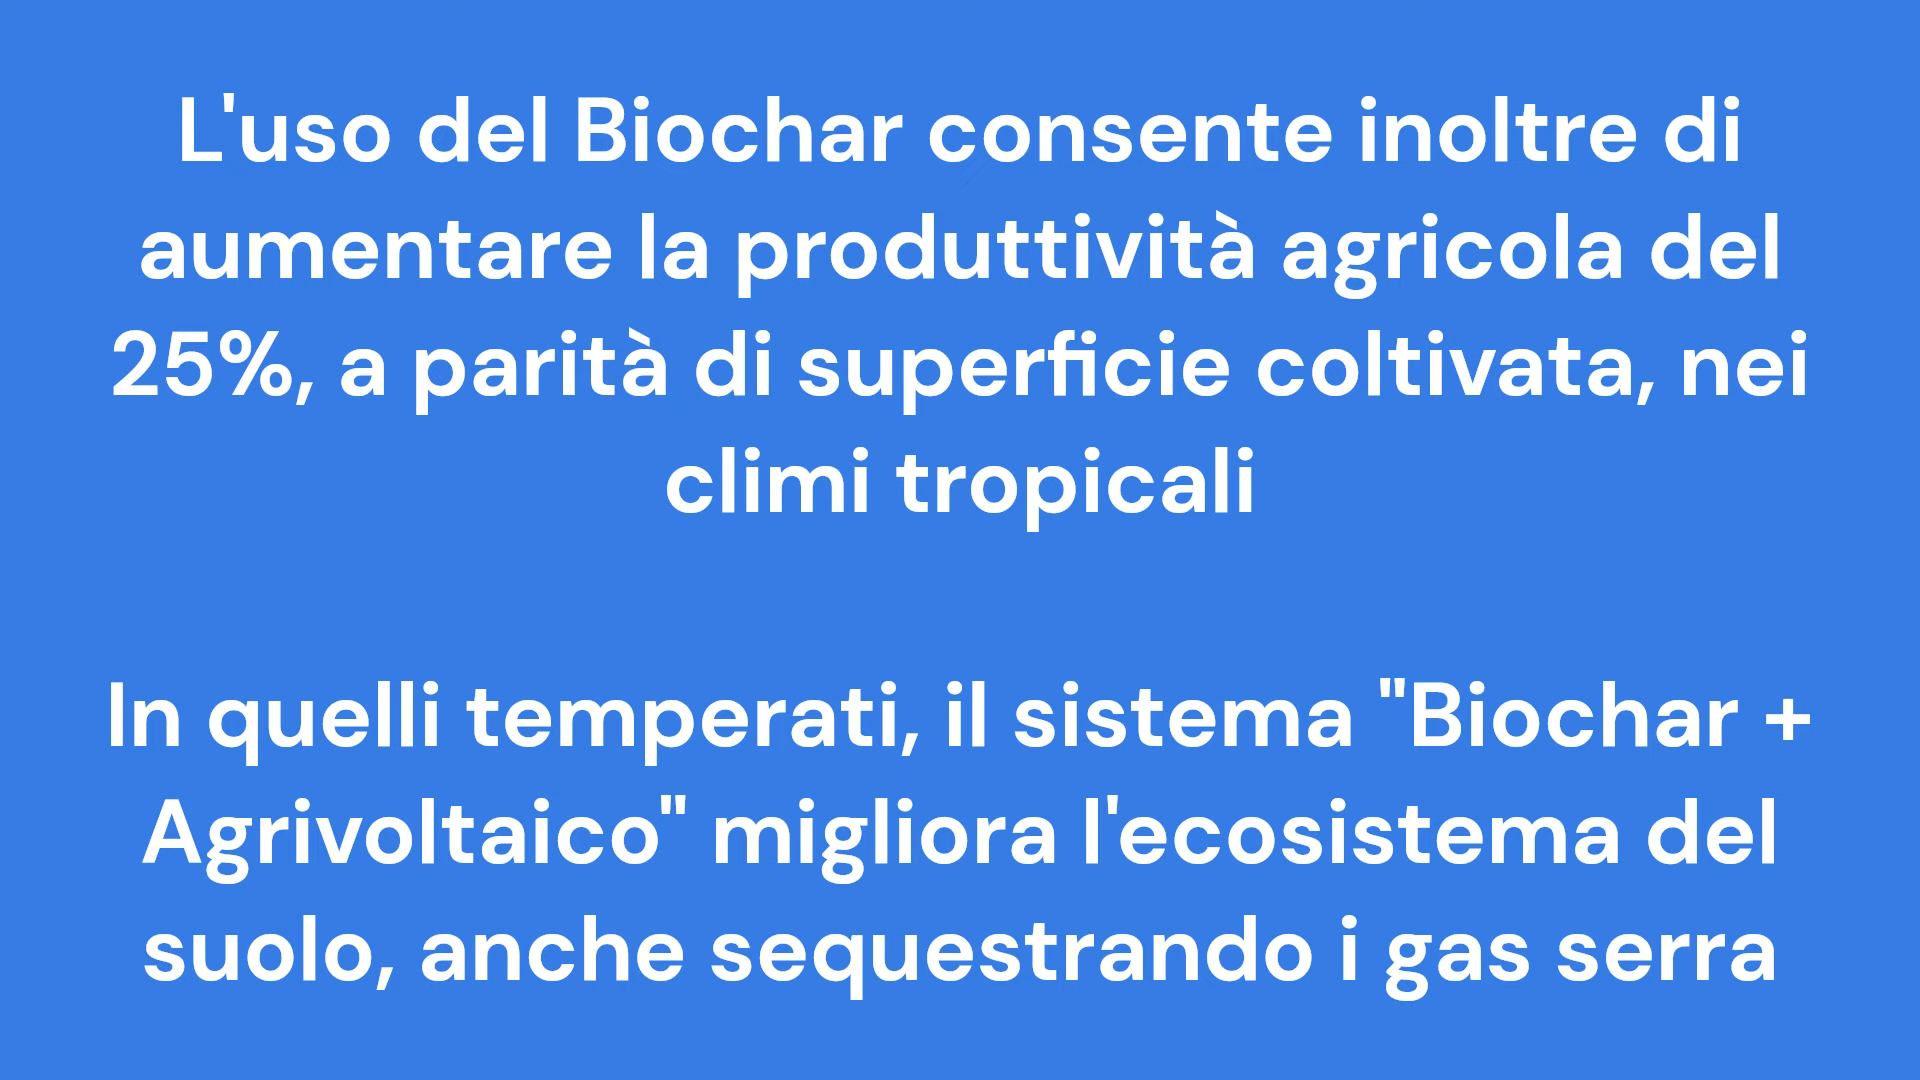 L'uso del Biochar consente inoltre di
aumentare la produttività agricola del
25%, a parità di superficie coltivata, nei
climi tropicali
In quelli temperati, il sistema "Biochar +
Agrivoltaico" migliora l'ecosistema del
suolo, anche sequestrando i gas serra